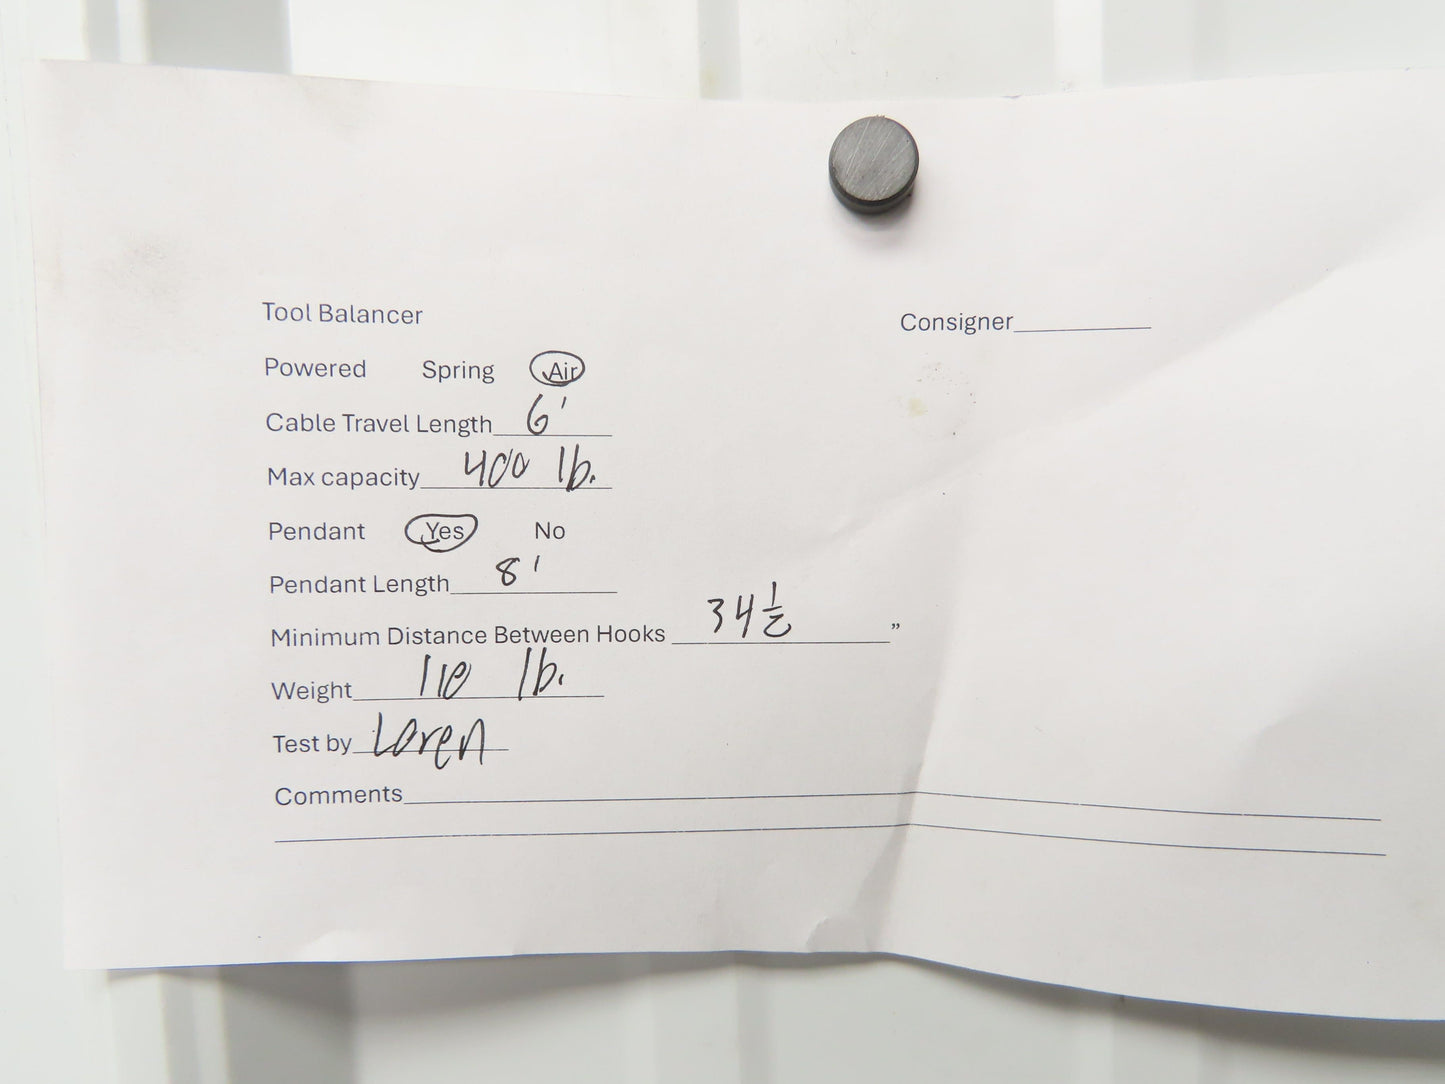 Tool Balancer
Consigner
Powered Spring Air
Cable Travel Length 6'
Max capacity 400 lb.
Pendant Yes No
Pendant Length 8'
Minimum Distance Between Hooks 34 1/2 ”
Weight 110 lb.
Test by Loren
Comments